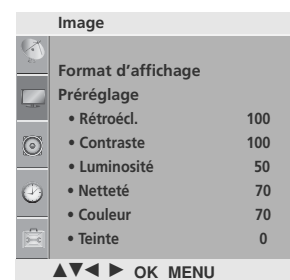 Image
Format d’affichage
Préréglage
• Rétroécl. 100
• Contraste 100
• Luminosité 50
• Netteté 70
• Couleur 70
• Teinte 0
▲▼◄ ► OK MENU